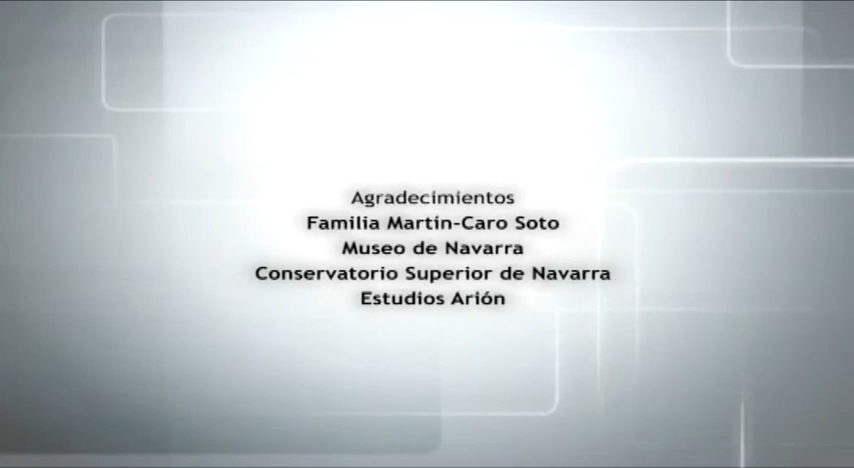 Agradecimientos
Familia Martín-Caro Soto
Museo de Navarra
Conservatorio Superior de Navarra
Estudios Arión